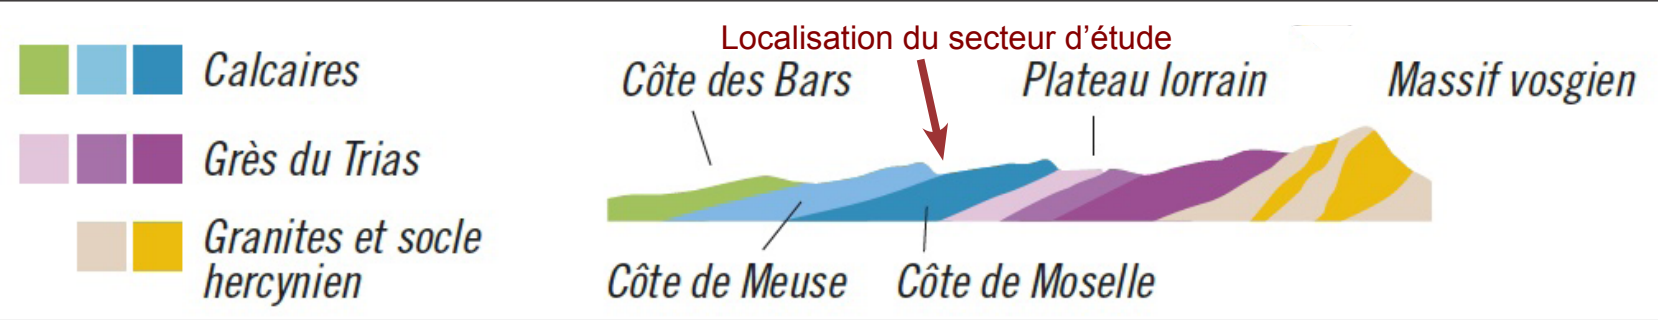 Calcaires
Grès du Trias
Granites et socle
hercynien
Localisation du secteur d'étude
Côte des Bars
Plateau lorrain
Massif vosgien
Côte de Meuse
Côte de Moselle